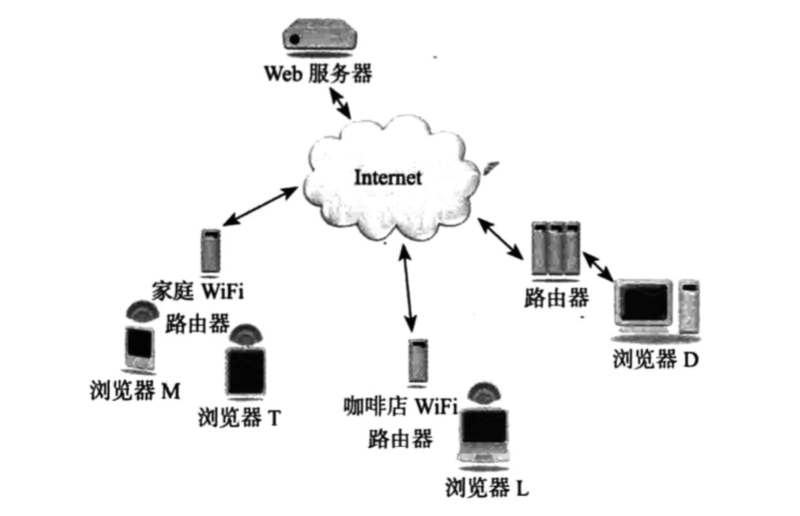 Web 服务器
Internet
家庭 WiFi
路由器
浏览器 M
浏览器 T
咖啡店 WiFi
路由器
浏览器 L
路由器
浏览器 D